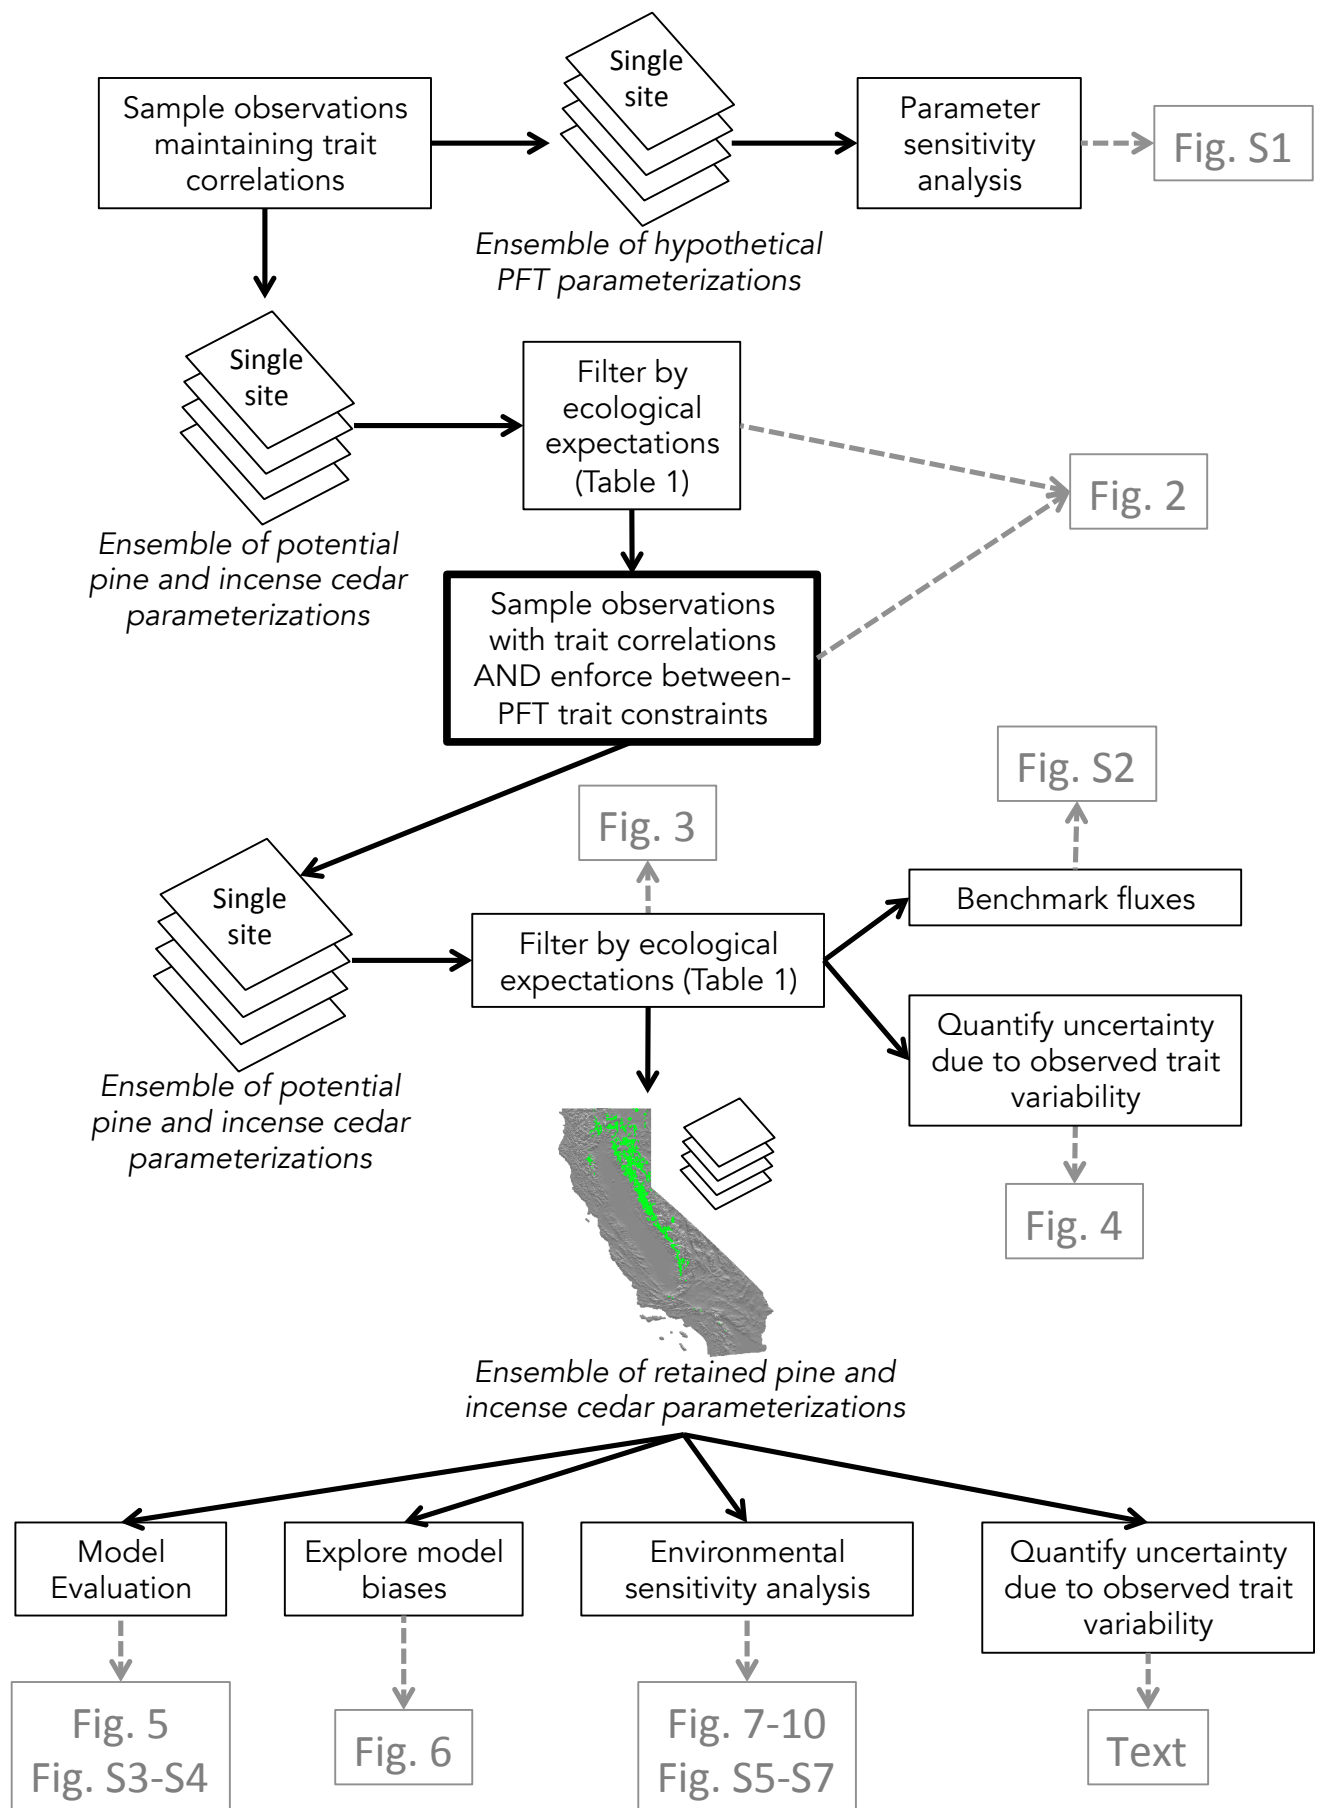 Single
site
Sample observations
maintaining trait
correlations
Parameter
sensitivity
analysis
Fig. S1
Ensemble of hypothetical
PFT parameterizations
Single
site
Filter by
ecological
expectations
(Table 1)
Fig. 2
Ensemble of potential
pine and incense cedar
parameterizations
Sample observations
with trait correlations
AND enforce between-
PFT trait constraints
Fig. S2
Fig. 3
Single
site
Benchmark fluxes
Filter by ecological
expectations (Table 1)
Quantify uncertainty
due to observed trait
variability
Ensemble of potential
pine and incense cedar
parameterizations
Fig. 4
Ensemble of retained pine and
incense cedar parameterizations
Model
Evaluation
Explore model
biases
Environmental
sensitivity analysis
Quantify uncertainty
due to observed trait
variability
Fig. 5
Fig. S3-S4
Fig. 6
Fig. 7-10
Fig. S5-S7
Text